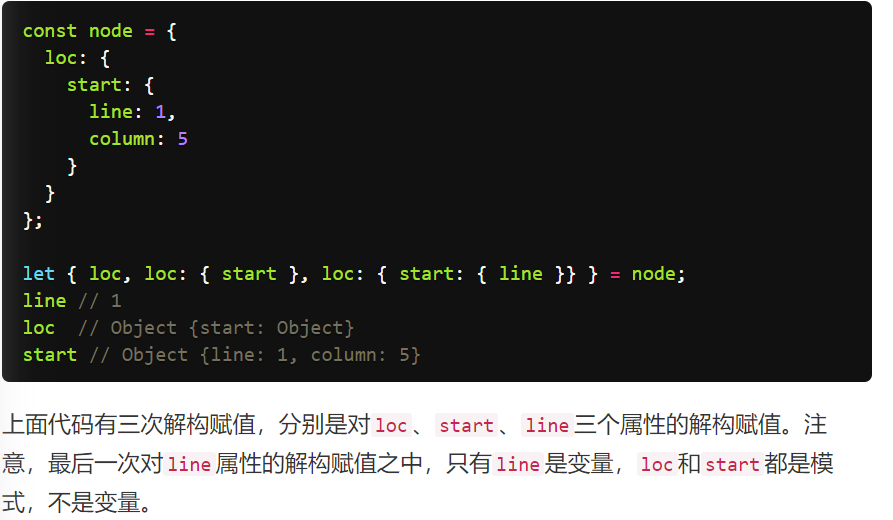 const node = {
  loc: {
    start: {
      line: 1,
      column: 5
    }
  }
};

let { loc, loc: { start }, loc: { start: { line }} } = node;
line // 1
loc  // Object {start: Object}
start // Object {line: 1, column: 5}
上面代码有三次解构赋值，分别是对loc、start、line三个属性的解构赋值。注
意，最后一次对line属性的解构赋值之中，只有line是变量，loc和start都是模
式，不是变量。